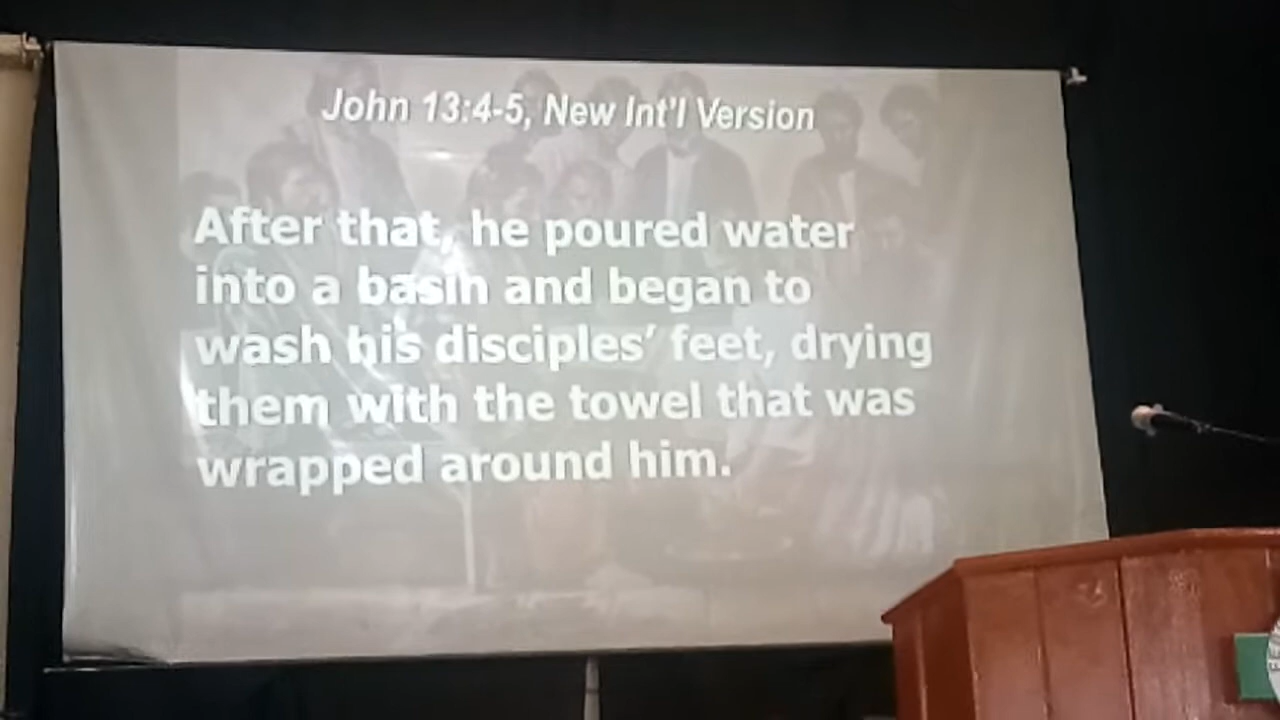 John 13:4-5, New Int'l Version
After that, he poured water
into a basin and began to
wash his disciples' feet, drying
them with the towel that was
wrapped around him.